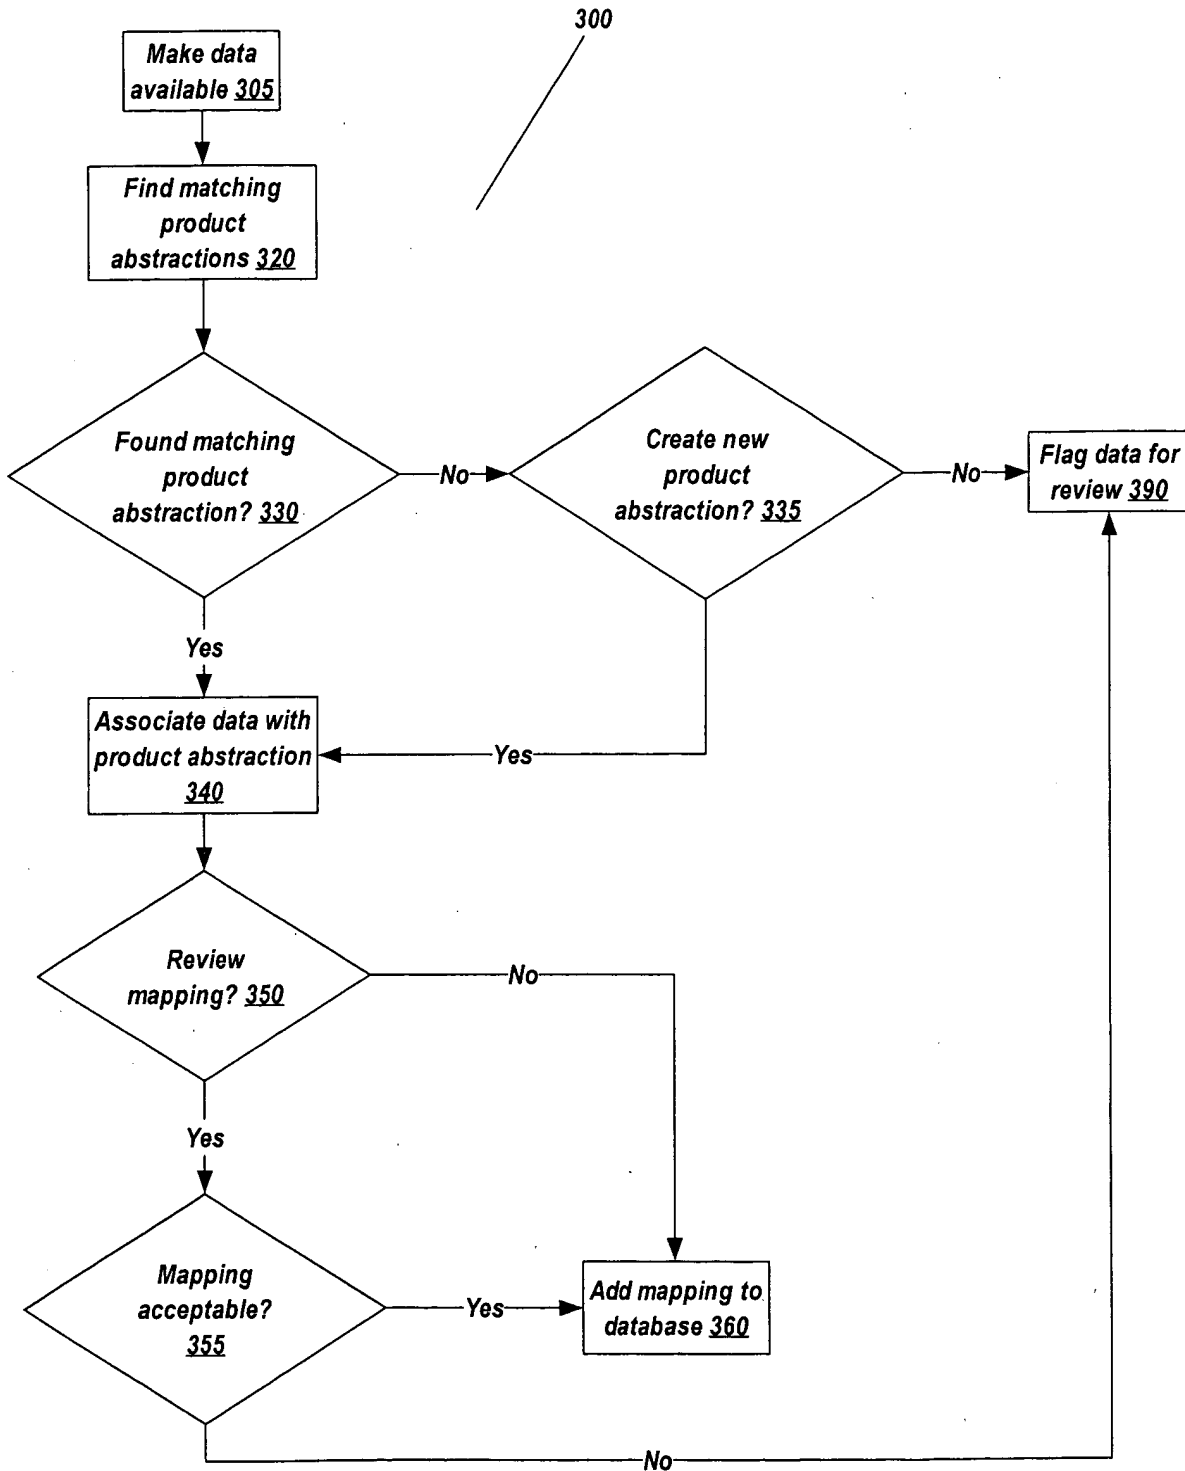 300
Make data
available 305
Find matching
product
abstractions 320
Found matching
product
abstraction? 330
No
Create new
product
abstraction? 335
No
Flag data for
review 390
Yes
Associate data with
product abstraction
340
Yes
Review
mapping? 350
No
Yes
Mapping
acceptable?
355
Yes
Add mapping to
database 360
No